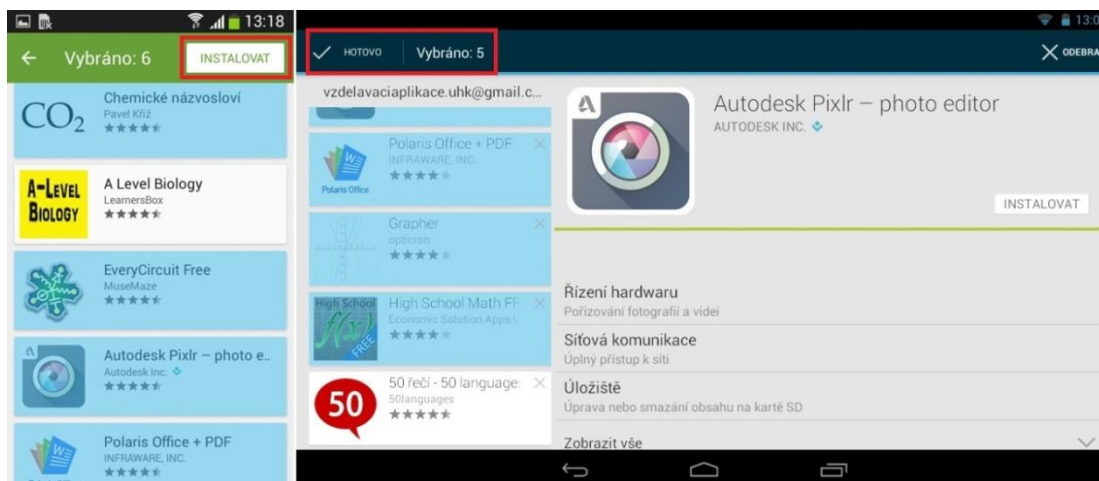 13:18
Vybráno: 6
INSTALOVAT
CO2
Chemické názvosloví
Pavel Kříž
A-LEVEL
BIOLOGY
A Level Biology
LearnersBox
EveryCircuit Free
MuseMaze
Autodesk Pixlr – photo e..
Autodesk Inc.
Polaris Office + PDF
INFRAWARE, INC.
13:0
HOTOVO
Vybráno: 5
ODEBRA
vzdelavaciaplikace.uhk@gmail.c...
Polaris Office + PDF
INFRAWARE, INC.
Polaris Office
Grapher
opticron
High School
f(x)
FREE
High School Math FF
Economic Solution Apps
50
50 řečí - 50 language
50languages
Autodesk Pixlr – photo editor
AUTODESK INC.
INSTALOVAT
Řízení hardwaru
Pořizování fotografií a videí
Síťová komunikace
Úplný přístup k síti
Úložiště
Úprava nebo smazání obsahu na kartě SD
Zobrazit vše